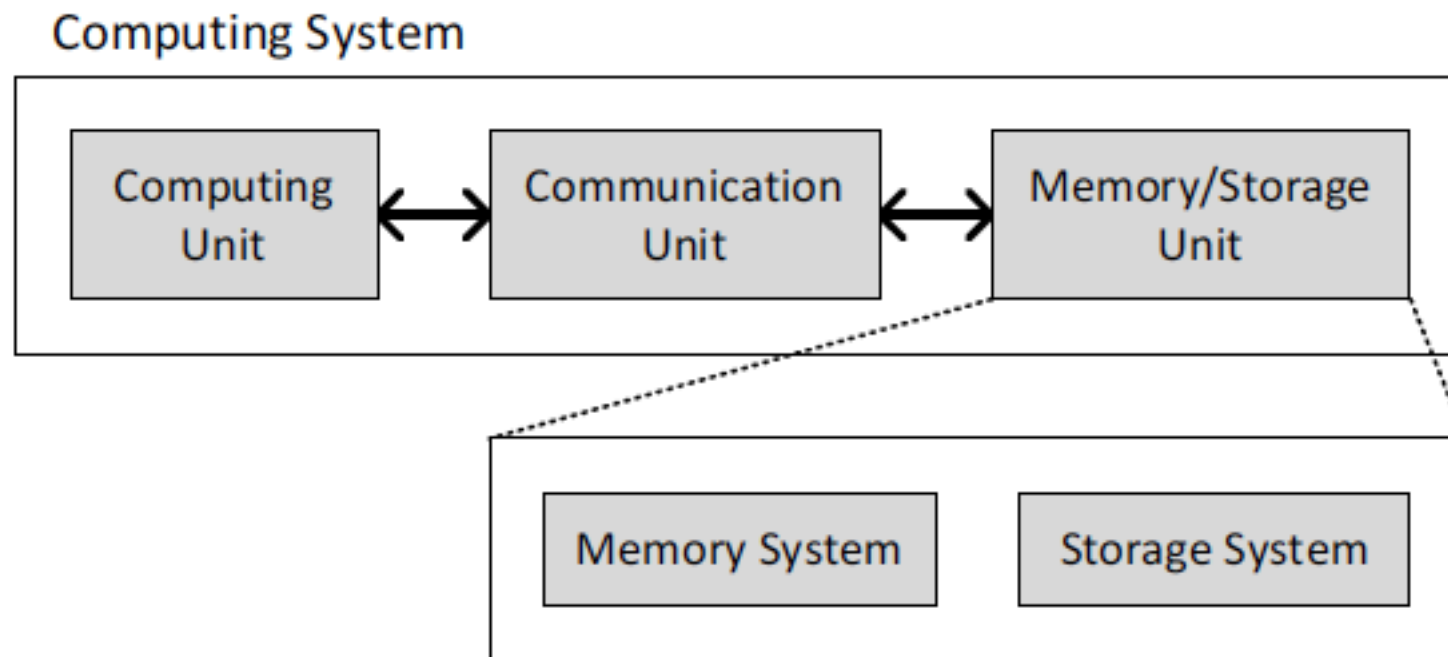 Computing System
Computing
Unit
Communication
Unit
Memory/Storage
Unit
Memory System
Storage System